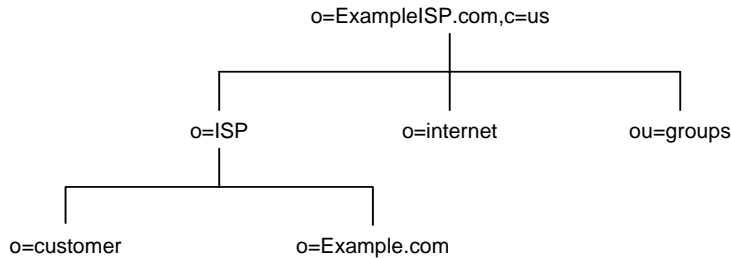 o=ExampleISP.com,c=us
o=ISP
o=internet
ou=groups
o=customer
o=Example.com